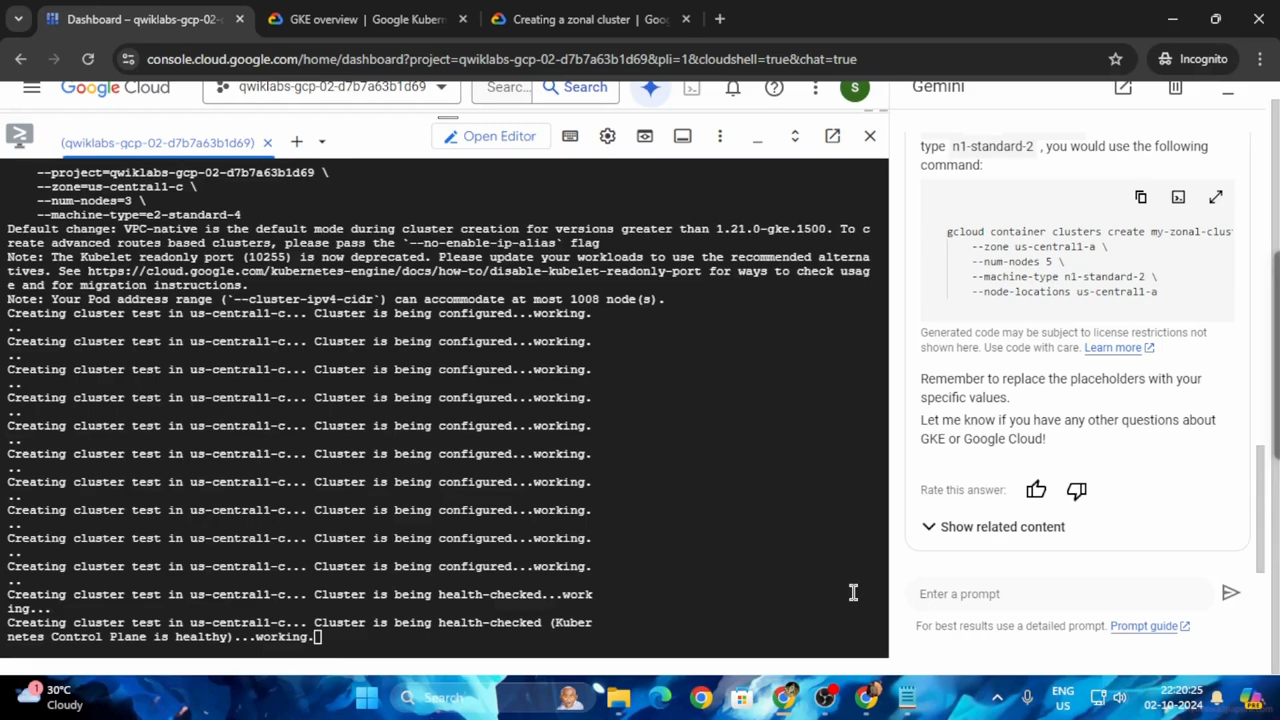 Dashboard – qwiklabs-gcp-02-
GKE overview | Google Kubern
Creating a zonal cluster | Goo
console.cloud.google.com/home/dashboard?project=qwiklabs-gcp-02-d7b7a63b1d69&pli=1&cloudshell=true&chat=true
Incognito
Google Cloud
qwiklabs-gcp-02-d7b7a63b1d69
Searc...
Search
S
Gemini
(qwiklabs-gcp-02-d7b7a63b1d69)
Open Editor
--project=qwiklabs-gcp-02-d7b7a63b1d69 \
--zone=us-central1-c \
--num-nodes=3 \
--machine-type=e2-standard-4
Default change: VPC-native is the default mode during cluster creation for versions greater than 1.21.0-gke.1500. To c
reate advanced routes based clusters, please pass the `--no-enable-ip-alias` flag
Note: The Kubelet readonly port (10255) is now deprecated. Please update your workloads to use the recommended alterna
tives. See https://cloud.google.com/kubernetes-engine/docs/how-to/disable-kubelet-readonly-port for ways to check usag
e and for migration instructions.
Note: Your Pod address range (`--cluster-ipv4-cidr`) can accommodate at most 1008 node(s).
Creating cluster test in us-central1-c... Cluster is being configured...working.
..
Creating cluster test in us-central1-c... Cluster is being configured...working.
..
Creating cluster test in us-central1-c... Cluster is being configured...working.
..
Creating cluster test in us-central1-c... Cluster is being configured...working.
..
Creating cluster test in us-central1-c... Cluster is being configured...working.
..
Creating cluster test in us-central1-c... Cluster is being configured...working.
..
Creating cluster test in us-central1-c... Cluster is being configured...working.
..
Creating cluster test in us-central1-c... Cluster is being configured...working.
..
Creating cluster test in us-central1-c... Cluster is being configured...working.
..
Creating cluster test in us-central1-c... Cluster is being configured...working.
..
Creating cluster test in us-central1-c... Cluster is being health-checked...work
ing...
Creating cluster test in us-central1-c... Cluster is being health-checked (Kuber
netes Control Plane is healthy)...working.
type n1-standard-2 , you would use the following
command:
gcloud container clusters create my-zonal-clus
--zone us-central1-a \
--num-nodes 5 \
--machine-type n1-standard-2 \
--node-locations us-central1-a
Generated code may be subject to license restrictions not
shown here. Use code with care. Learn more
Remember to replace the placeholders with your
specific values.
Let me know if you have any other questions about
GKE or Google Cloud!
Rate this answer:
Show related content
Enter a prompt
For best results use a detailed prompt. Prompt guide
1
30°C
Cloudy
Search
ENG
US
22:20:25
02-10-2024
PRE